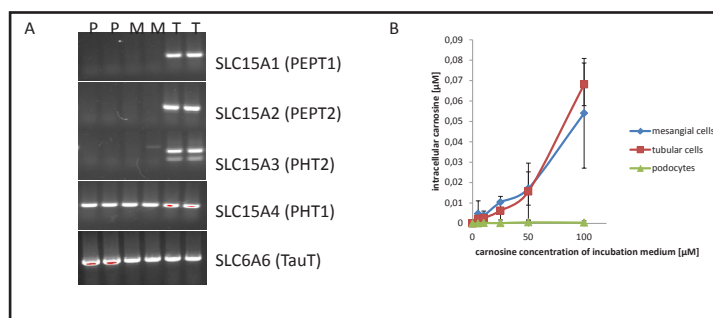 A
P P M M T T
SLC15A1 (PEPT1)
SLC15A2 (PEPT2)
SLC15A3 (PHT2)
SLC15A4 (PHT1)
SLC6A6 (TauT)
B
intracellular carnosine [µM]
0,09
0,08
0,07
0,06
0,05
0,04
0,03
0,02
0,01
0
0 50 100
carnosine concentration of incubation medium [µM]
mesangial cells
tubular cells
podocytes